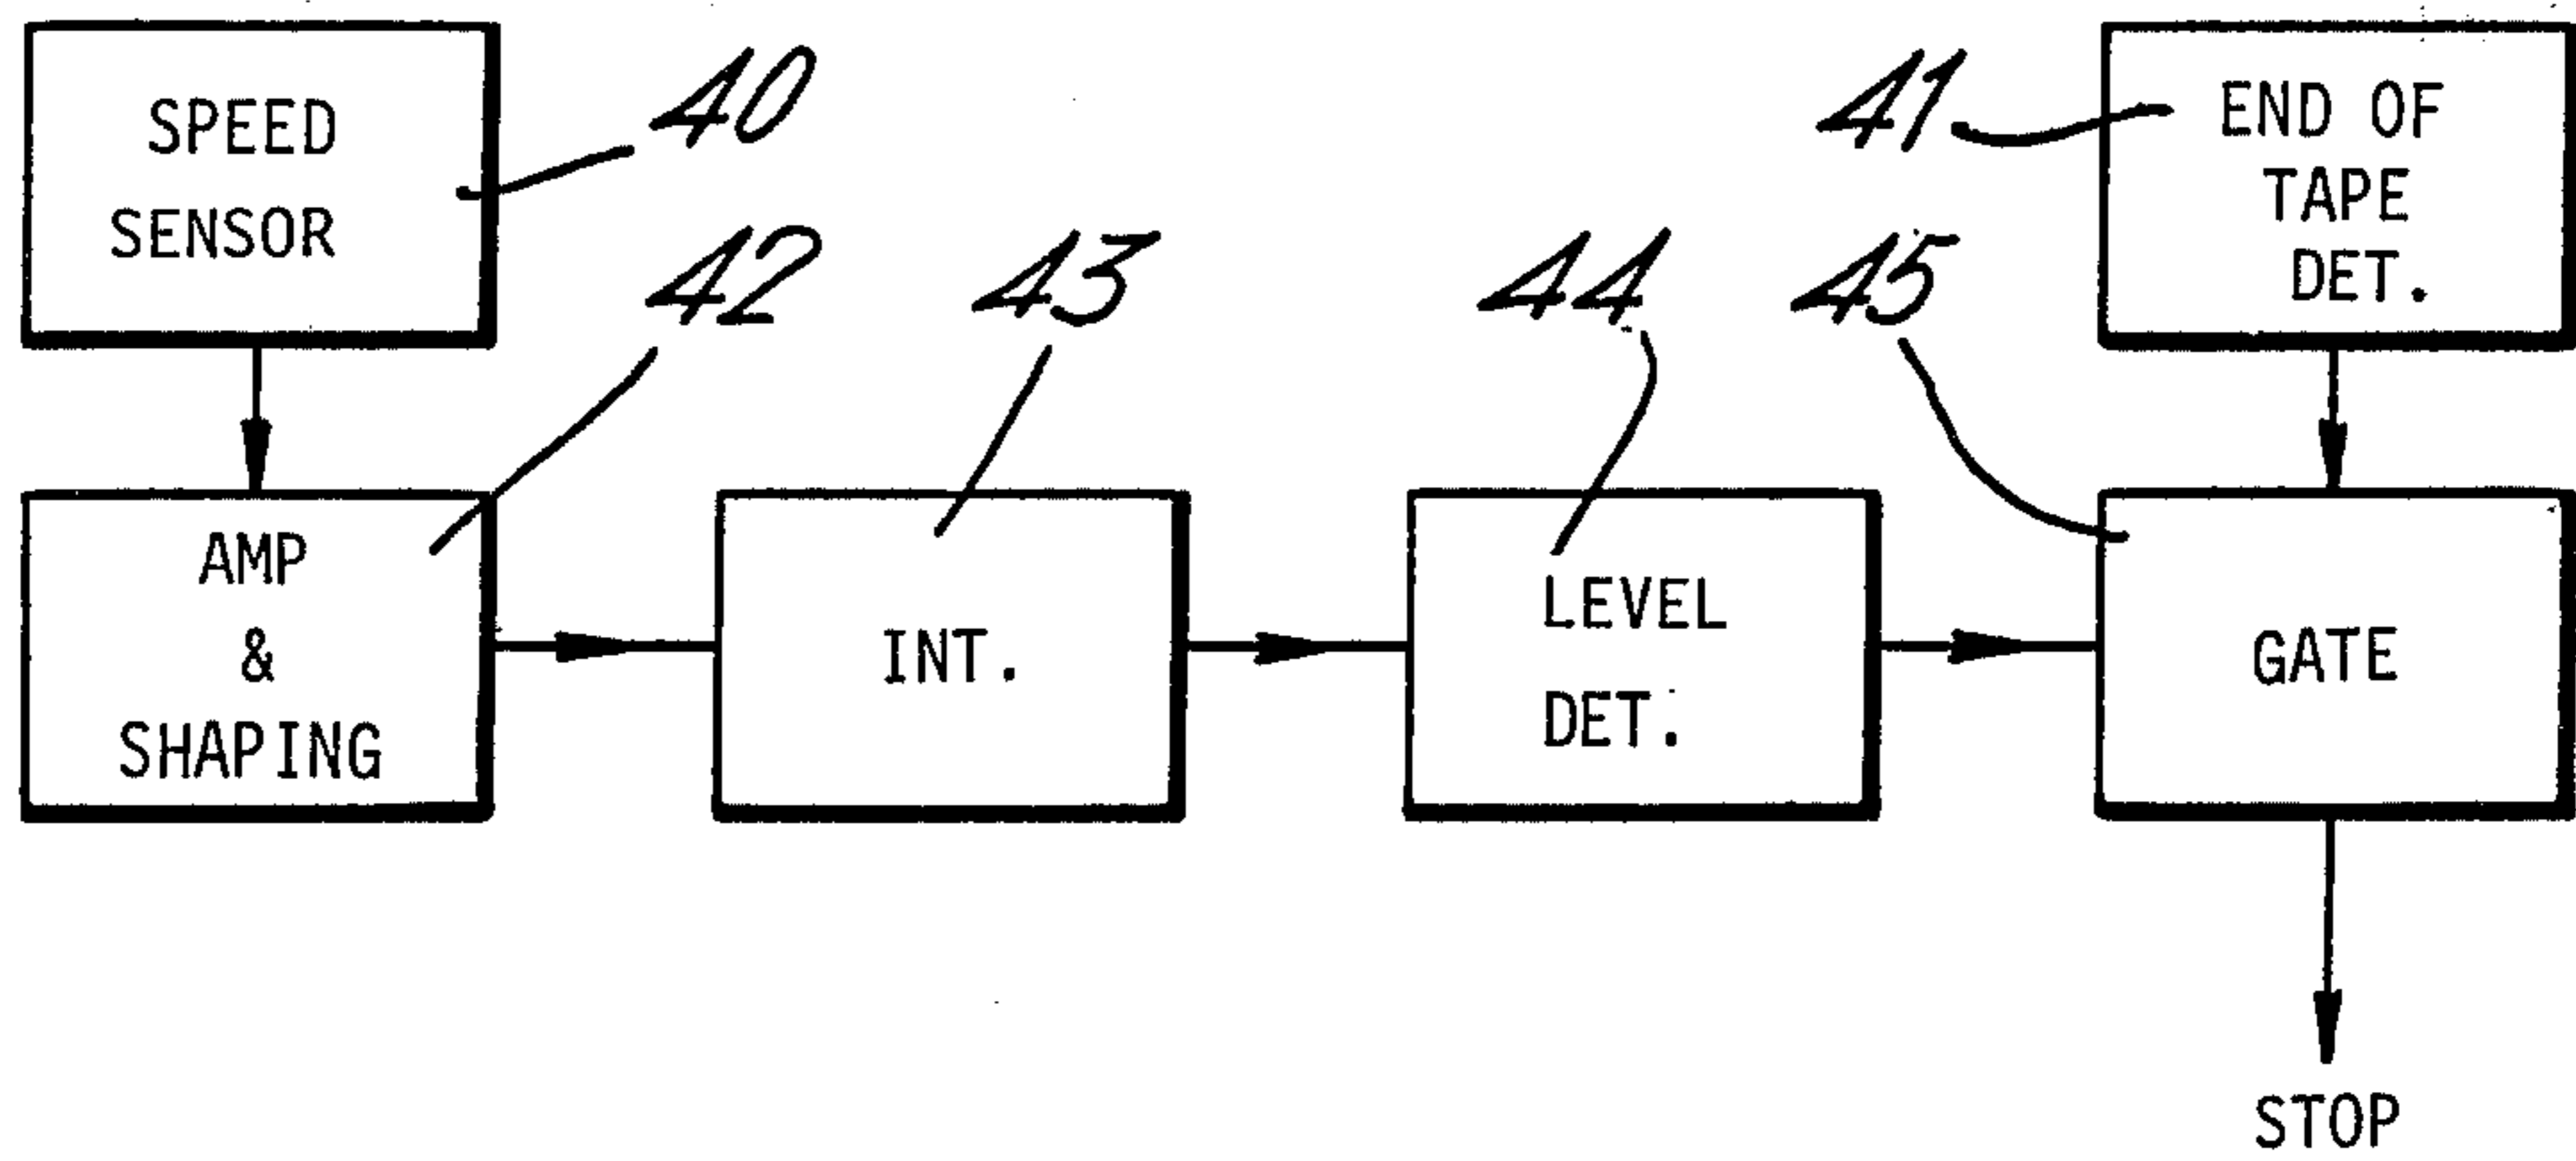 SPEED
SENSOR
40
41
END OF
TAPE
DET.
42
43
44
45
AMP
&
SHAPING
INT.
LEVEL
DET.
GATE
STOP